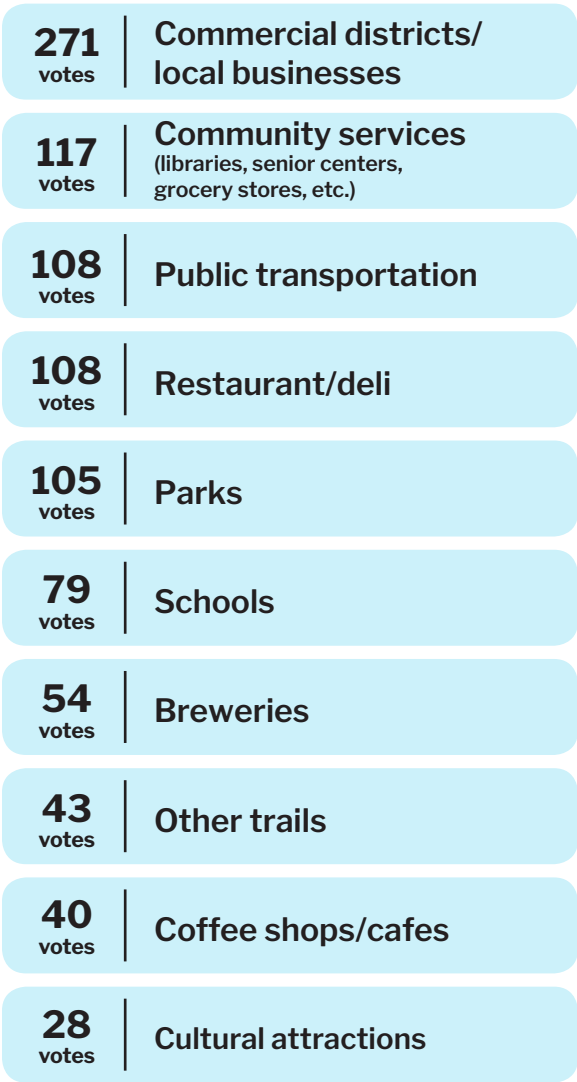 271
votes
Commercial districts/
local businesses
117
votes
Community services
(libraries, senior centers,
grocery stores, etc.)
108
votes
Public transportation
108
votes
Restaurant/deli
105
votes
Parks
79
votes
Schools
54
votes
Breweries
43
votes
Other trails
40
votes
Coffee shops/cafes
28
votes
Cultural attractions